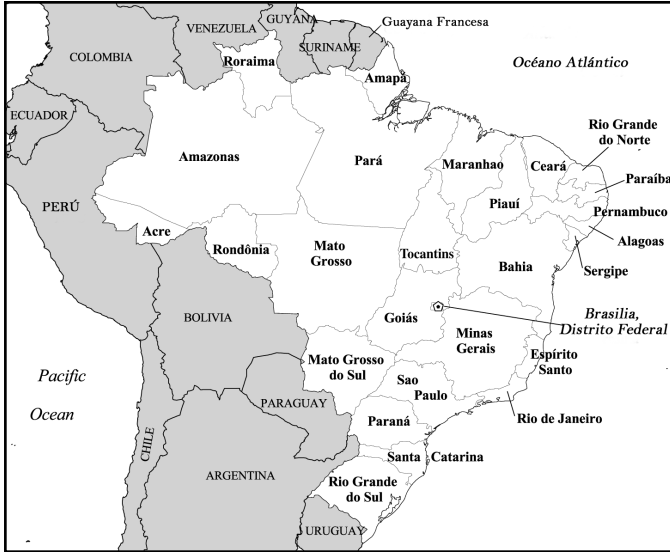 GUYANA
Guayana Francesa
VENEZUELA
SURINAME
COLOMBIA
Roraima
Océano Atlántico
Amapá
ECUADOR
Rio Grande
do Norte
Amazonas
Pará
Maranhao
Ceará
Paraíba
PERÚ
Piauí
Pernambuco
Acre
Rondônia
Mato
Grosso
Tocantins
Alagoas
Bahia
Sergipe
BOLIVIA
Goiás
Brasilia,
Distrito Federal
Minas
Gerais
Espírito
Santo
Mato Grosso
do Sul
Pacific
Ocean
Sao
Paulo
PARAGUAY
Rio de Janeiro
Paraná
CHILE
Santa Catarina
ARGENTINA
Rio Grande
do Sul
URUGUAY